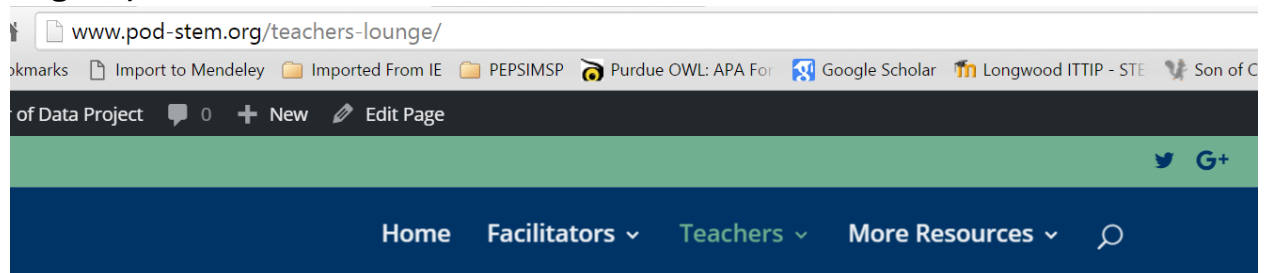 www.pod-stem.org/teachers-lounge/
okmarks Import to Mendeley Imported From IE PEPSIMSP Purdue OWL: APA For Google Scholar Longwood ITTIP - STE Son of C
of Data Project 0 + New Edit Page
G+
Home Facilitators Teachers More Resources